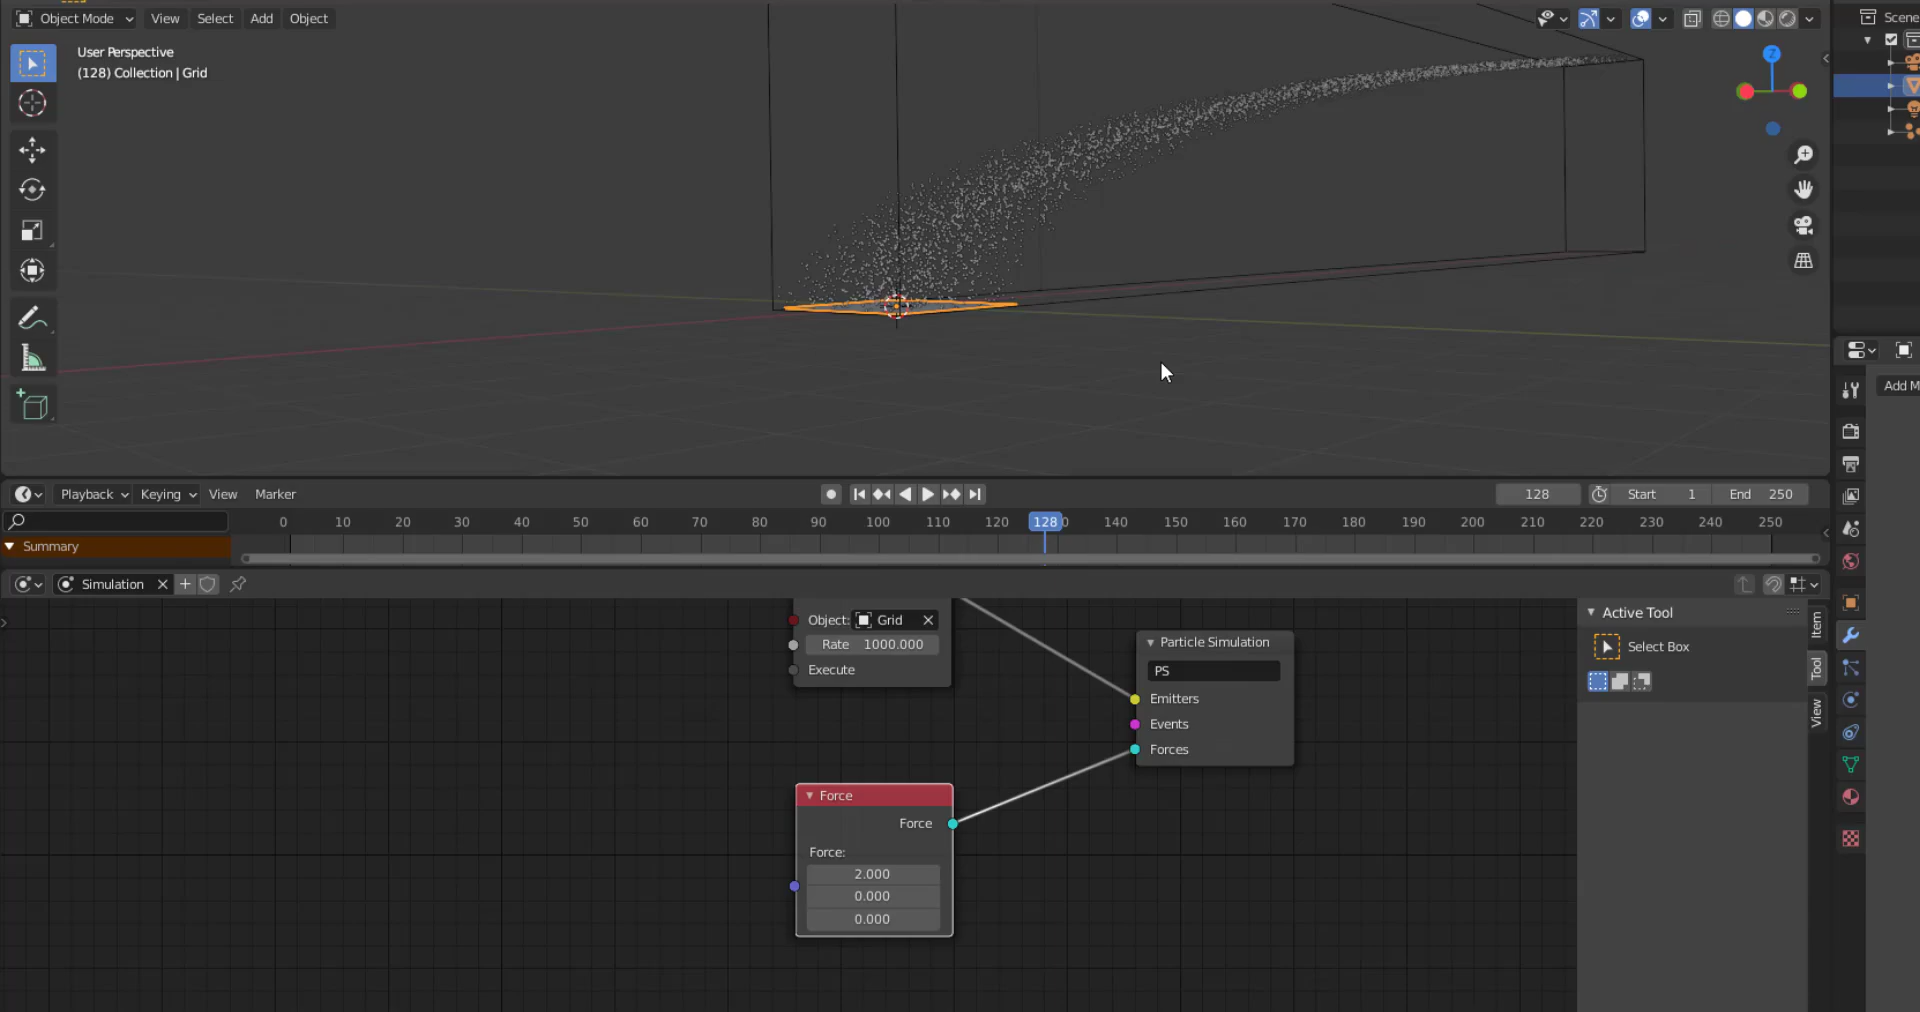 Object Mode View Select Add Object
Scene
User Perspective
(128) Collection | Grid
Z
Add M
Playback Keying View Marker
128 Start 1 End 250
0 10 20 30 40 50 60 70 80 90 100 110 120 128 0 140 150 160 170 180 190 200 210 220 230 240 250
Summary
Simulation
Object: Grid
Rate 1000.000
Execute
Particle Simulation
PS
Emitters
Events
Forces
Force
Force
Force:
2.000
0.000
0.000
Active Tool
Select Box
Item
Tool
View